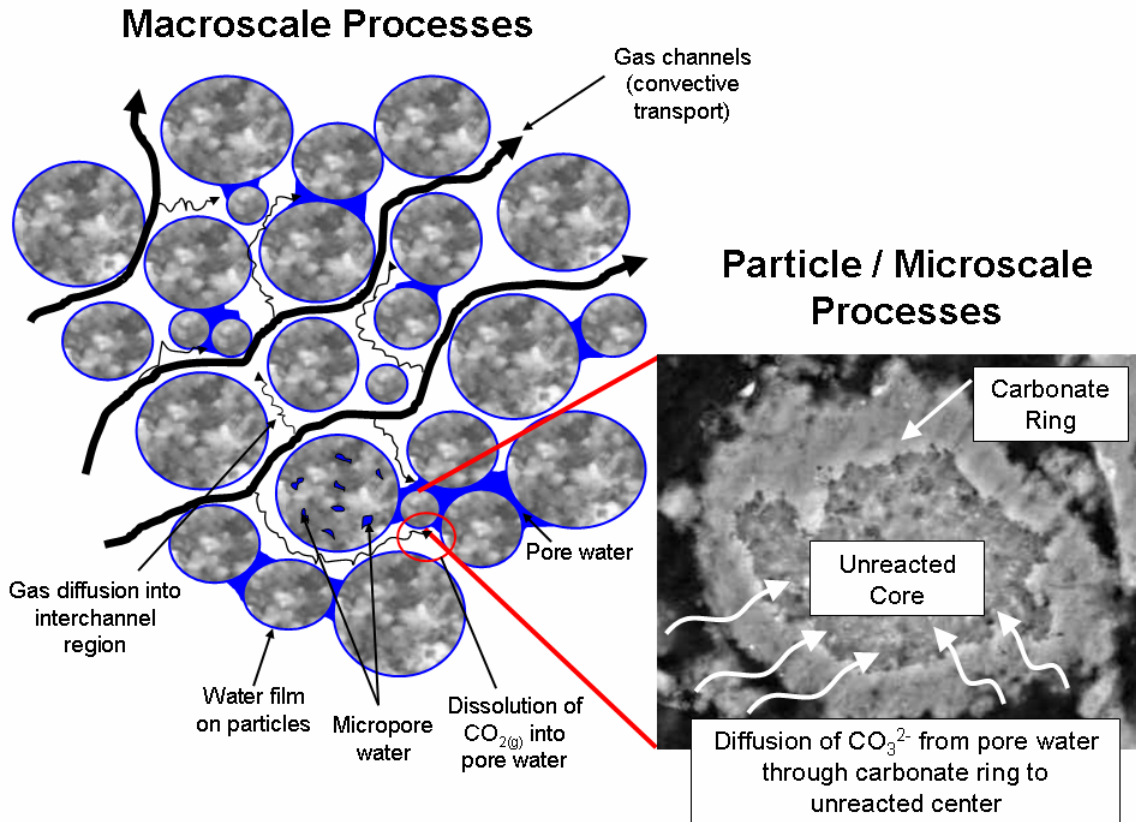 Macroscale Processes
Gas channels
(convective
transport)
Particle / Microscale
Processes
Carbonate
Ring
Unreacted
Core
Pore water
Gas diffusion into
interchannel
region
Water film
on particles
Micropore
water
Dissolution of
CO₂₍g₎ into
pore water
Diffusion of CO₃²⁻ from pore water
through carbonate ring to
unreacted center